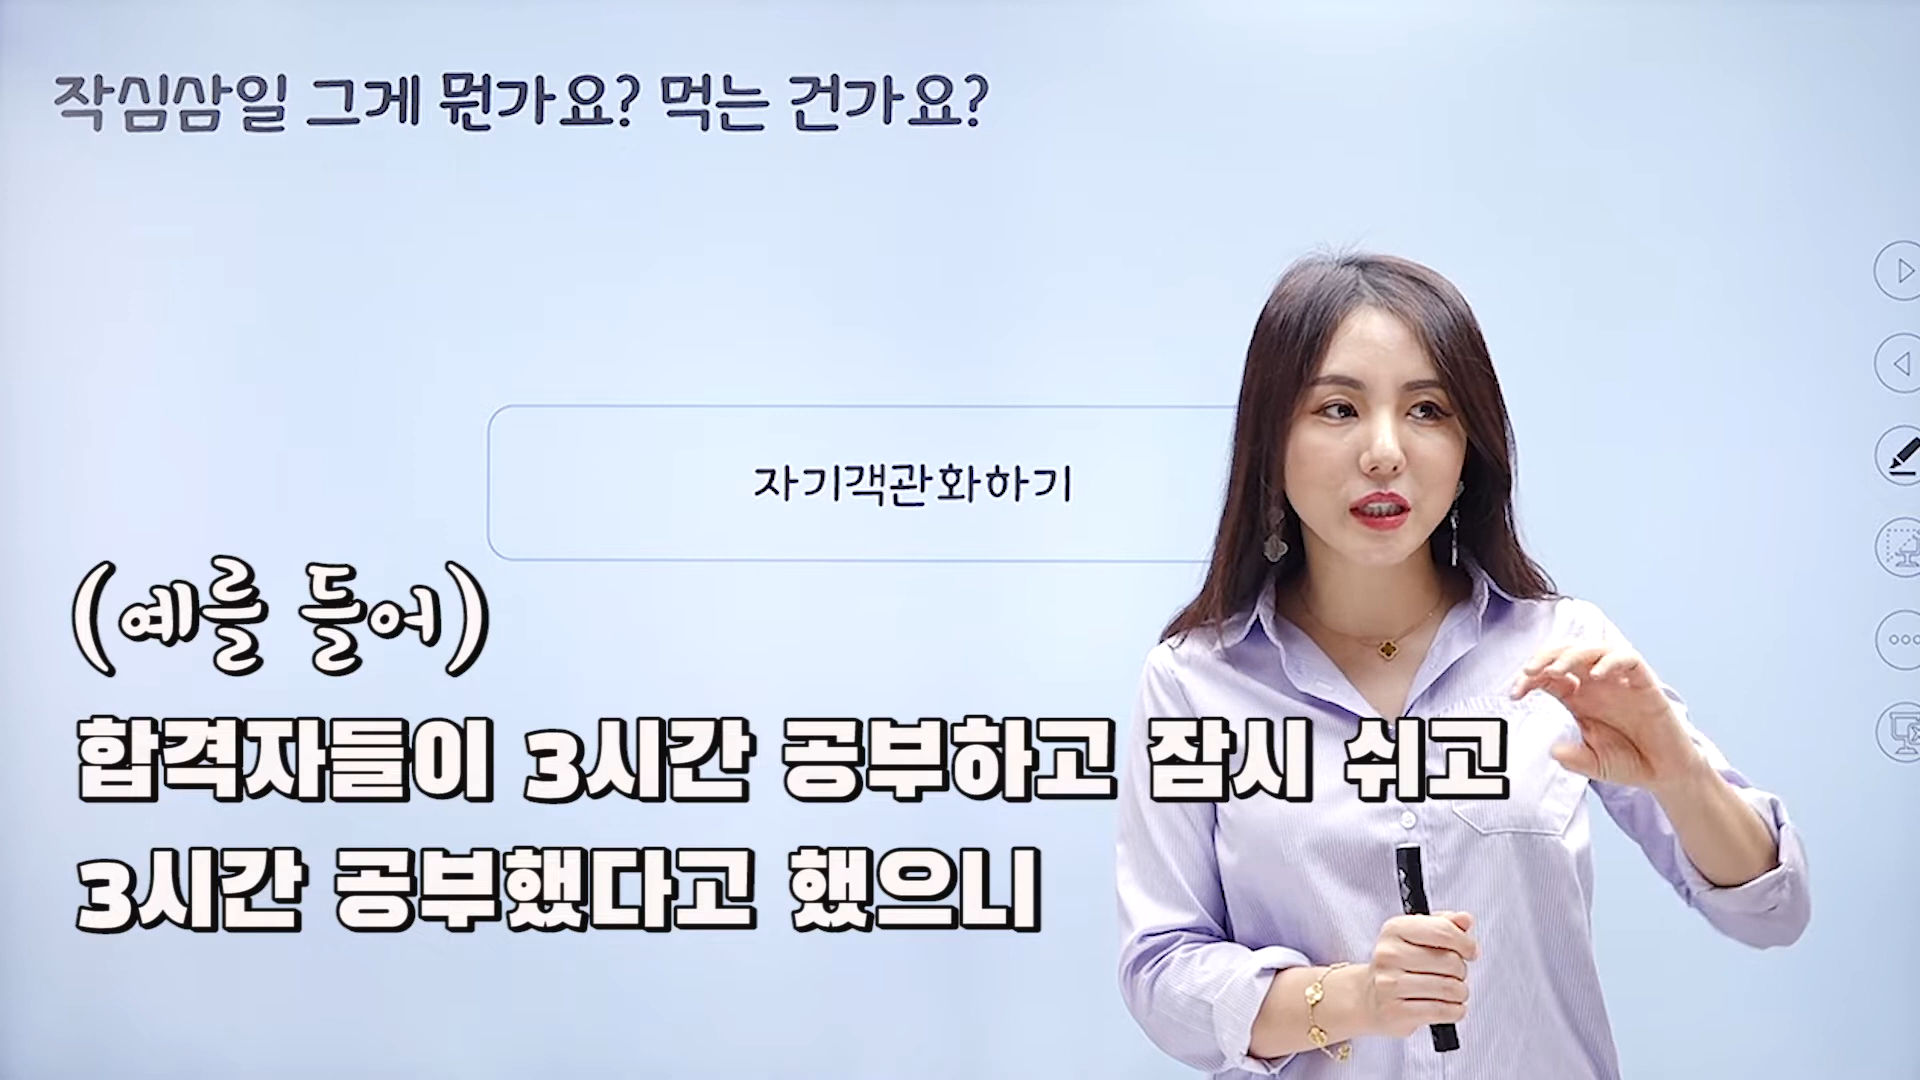 작심삼일 그게 뭔가요? 먹는 건가요?
자기객관화하기
(예를 들어)
합격자들이 3시간 공부하고 잠시 쉬고
3시간 공부했다고 했으니